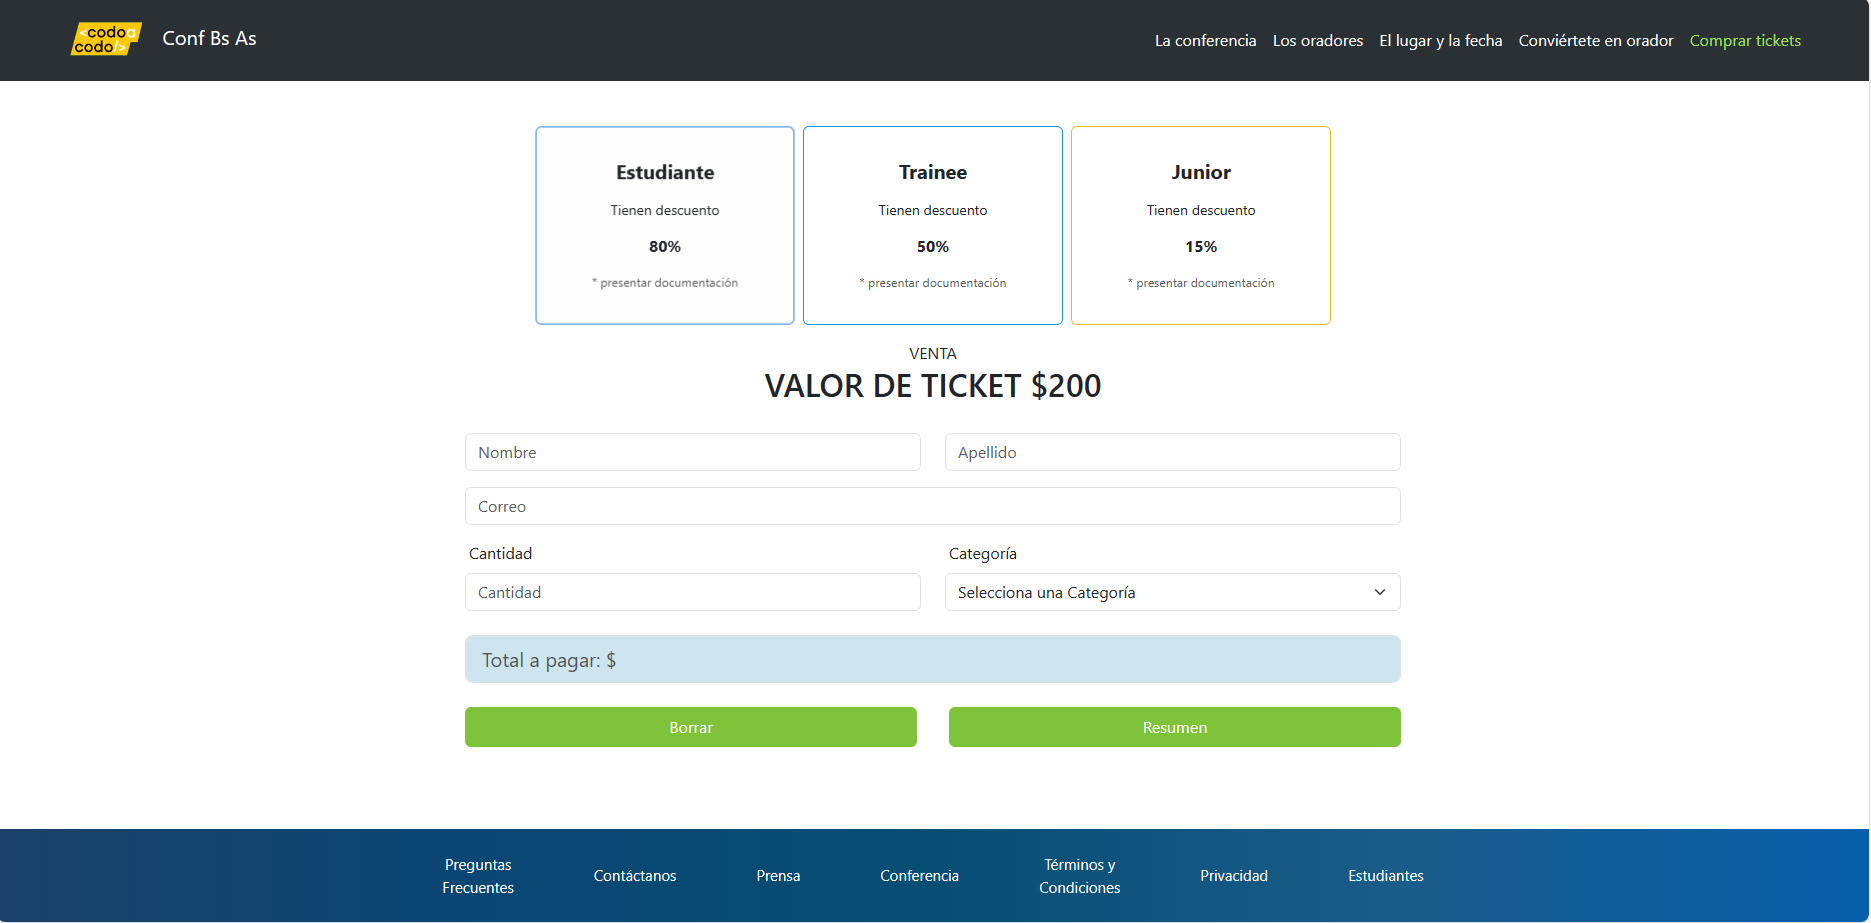 <codoa
codo/>
Conf Bs As
La conferencia
Los oradores
El lugar y la fecha
Conviértete en orador
Comprar tickets
Estudiante
Tienen descuento
80%
* presentar documentación
Trainee
Tienen descuento
50%
* presentar documentación
Junior
Tienen descuento
15%
* presentar documentación
VENTA
VALOR DE TICKET $200
Nombre
Apellido
Correo
Cantidad
Categoría
Cantidad
Selecciona una Categoría
Total a pagar: $
Borrar
Resumen
Preguntas
Frecuentes
Contáctanos
Prensa
Conferencia
Términos y
Condiciones
Privacidad
Estudiantes